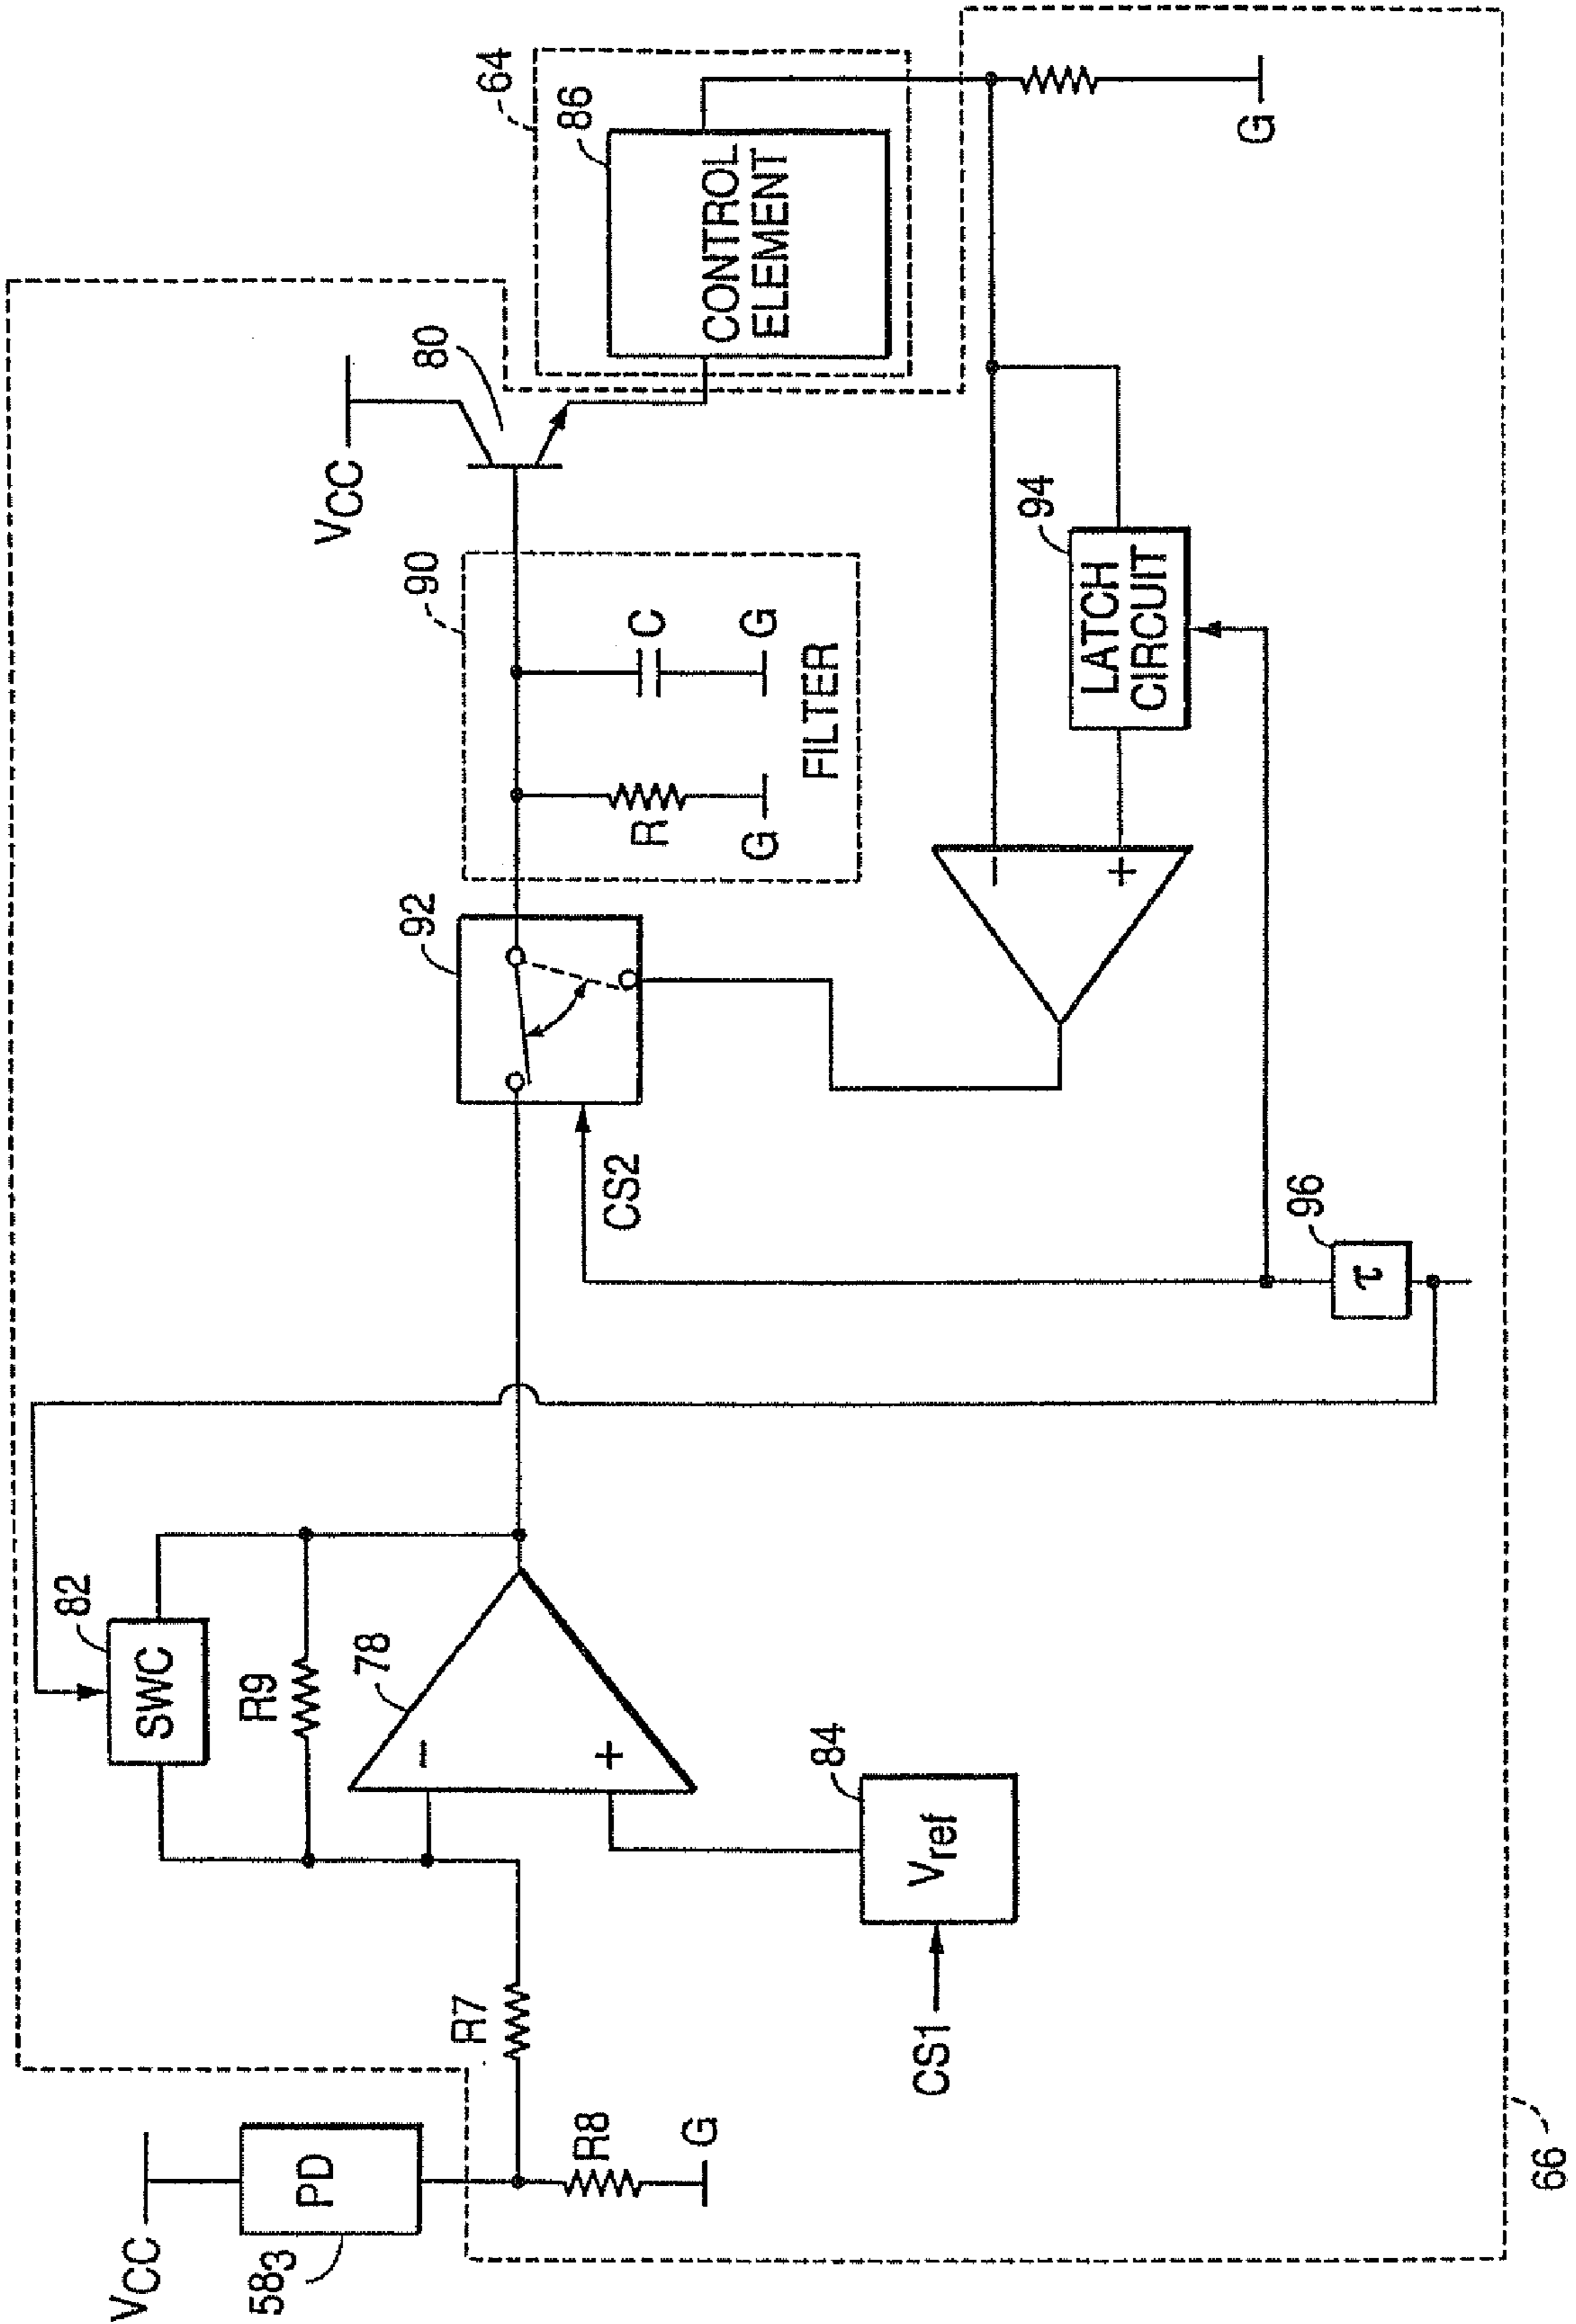 VCC
PD
58₃
R8
G
R7
CS1
Vref
84
82
SWC
R9
78
−
+
CS2
92
90
R
G
C
G
FILTER
VCC
80
64
86
CONTROL
ELEMENT
G
94
LATCH
CIRCUIT
−
+
96
τ
66